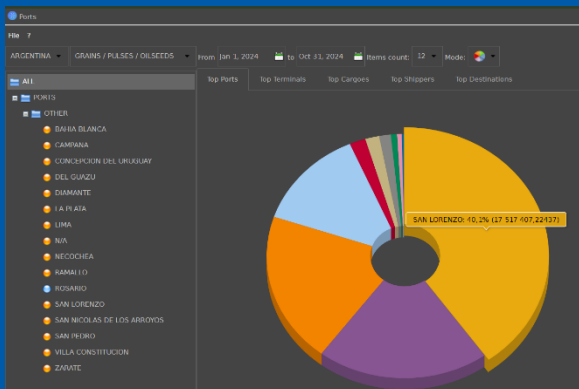 Ports
File ?
ARGENTINA GRAINS / PULSES / OILSEEDS From Jan 1, 2024 to Oct 31, 2024 Items count: 12 Mode:
Top Ports Top Terminals Top Cargoes Top Shippers Top Destinations
ALL
PORTS
OTHER
BAHIA BLANCA
CAMPANA
CONCEPCION DEL URUGUAY
DEL GUAZU
DIAMANTE
LA PLATA
LIMA
N/A
NECOCHEA
RAMALLO
ROSARIO
SAN LORENZO
SAN NICOLAS DE LOS ARROYOS
SAN PEDRO
VILLA CONSTITUCION
ZARATE
SAN LORENZO: 40,2% (17 517 407,22437)